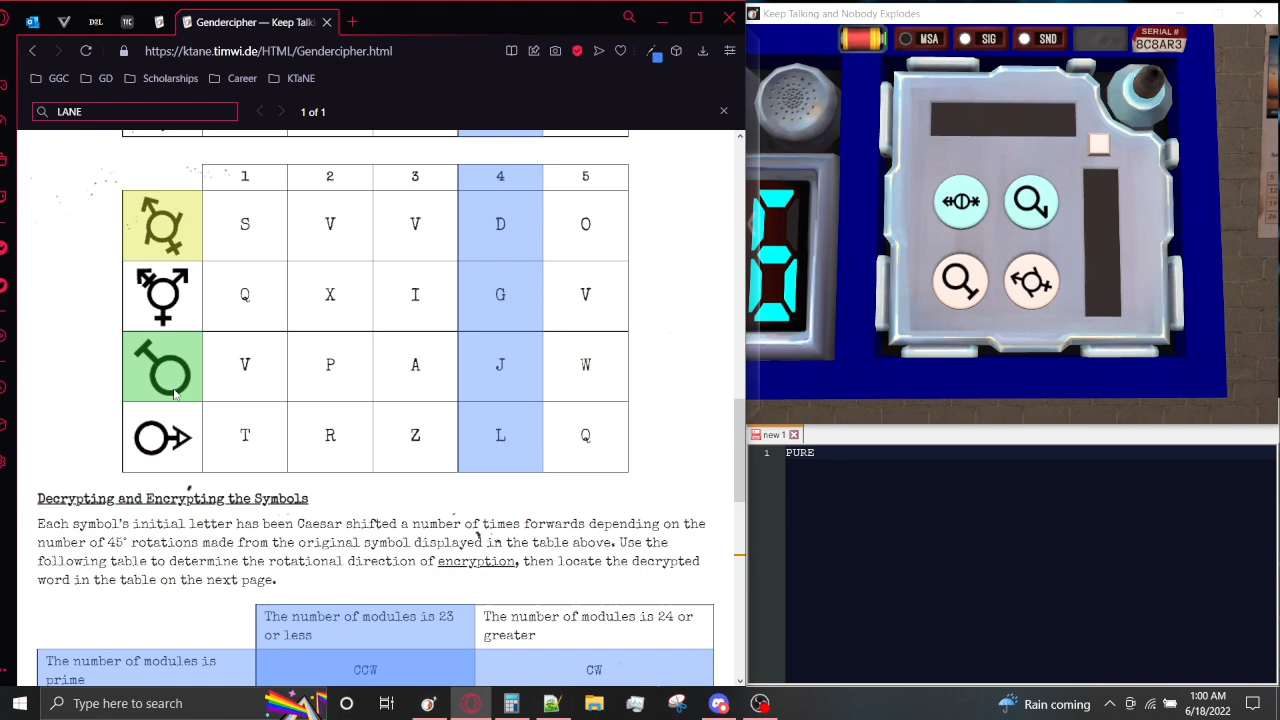 Genderdecipher — Keep Talk
Keep Talking and Nobody Explodes
https://ktane.timwi.de/HTML/Genderdecipher.html
MSA
SIG
SND
SERIAL #
8C8AR3
GGC
GD
Scholarships
Career
KTaNE
LANE
1 of 1
1 2 3 4 5
S V V D O
Q X I G V
V P A J W
T R Z L Q
new 1
1 PURE
Decrypting and Encrypting the Symbols
Each symbol's initial letter has been Caesar shifted a number of times forwards depending on the
number of 45° rotations made from the original symbol displayed in the table above. Use the
following table to determine the rotational direction of encryption, then locate the decrypted
word in the table on the next page.
The number of modules is 23
or less
The number of modules is 24 or
greater
The number of modules is
prime
CCW
CW
Type here to search
Rain coming
1:00 AM
6/18/2022